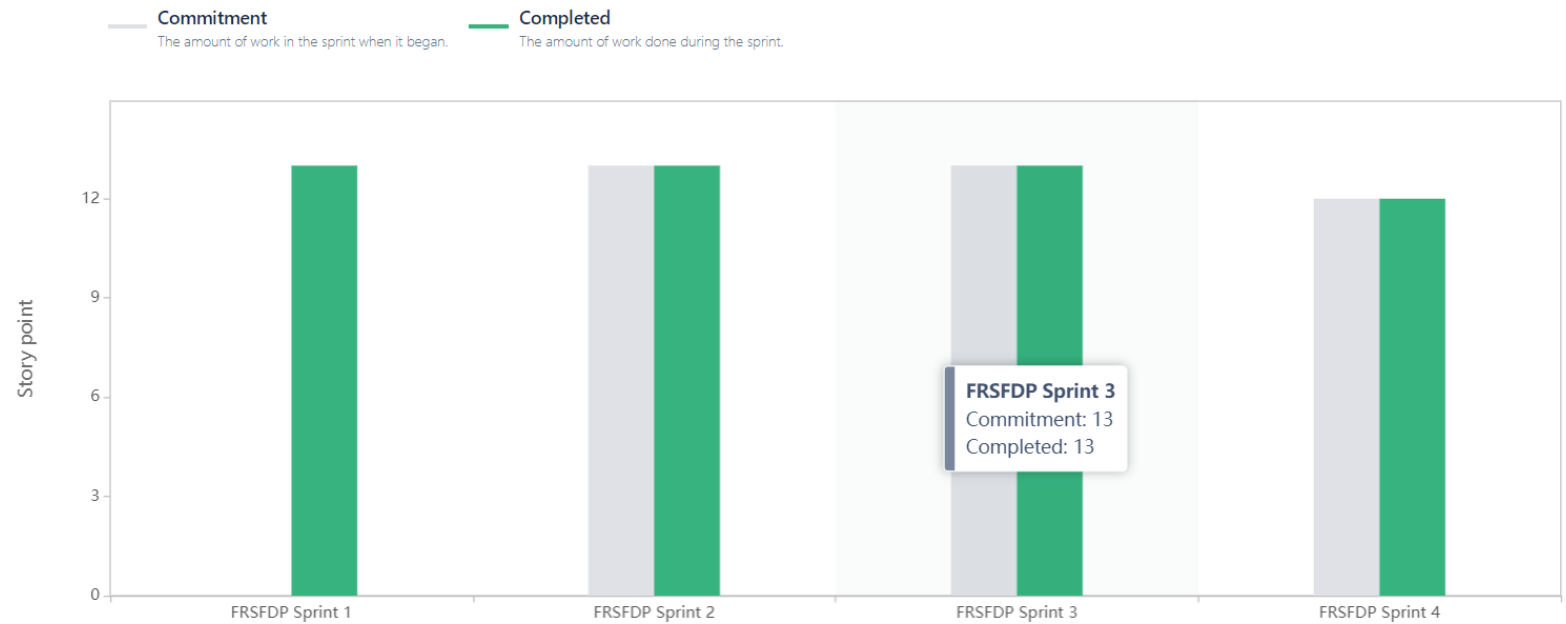 Commitment
The amount of work in the sprint when it began.
Completed
The amount of work done during the sprint.
Story point
12
9
6
3
0
FRSFDP Sprint 3
Commitment: 13
Completed: 13
FRSFDP Sprint 1
FRSFDP Sprint 2
FRSFDP Sprint 3
FRSFDP Sprint 4